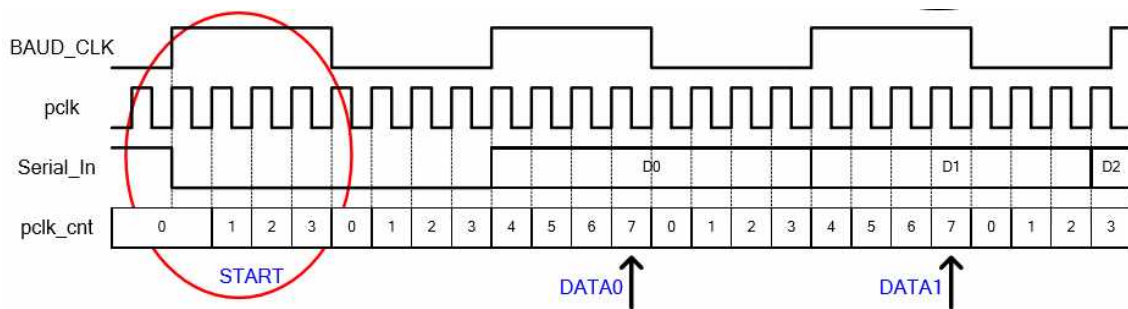 BAUD_CLK
pclk
Serial_In D0 D1 D2
pclk_cnt 0 1 2 3 0 1 2 3 4 5 6 7 0 1 2 3 4 5 6 7 0 1 2 3
START DATA0 DATA1